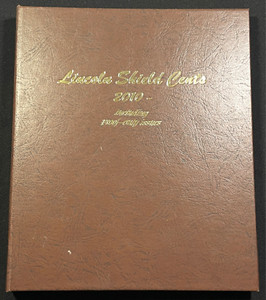 Lincoln Shield Cents
2010 -
including
proof-only issues